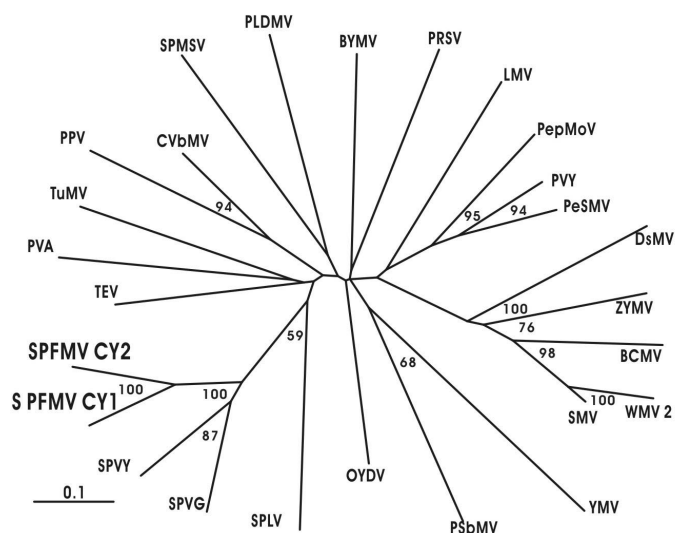 PLDMV
SPMSV
BYMV
PRSV
LMV
PPV
CVbMV
PepMoV
PVY
TuMV
94
95
94
PeSMV
PVA
DsMV
TEV
100
ZYMV
59
76
SPFMV CY2
68
98
BCMV
S PFMV CY1
100
100
100
SMV
WMV 2
87
SPVY
OYDV
0.1
SPVG
SPLV
PSbMV
YMV